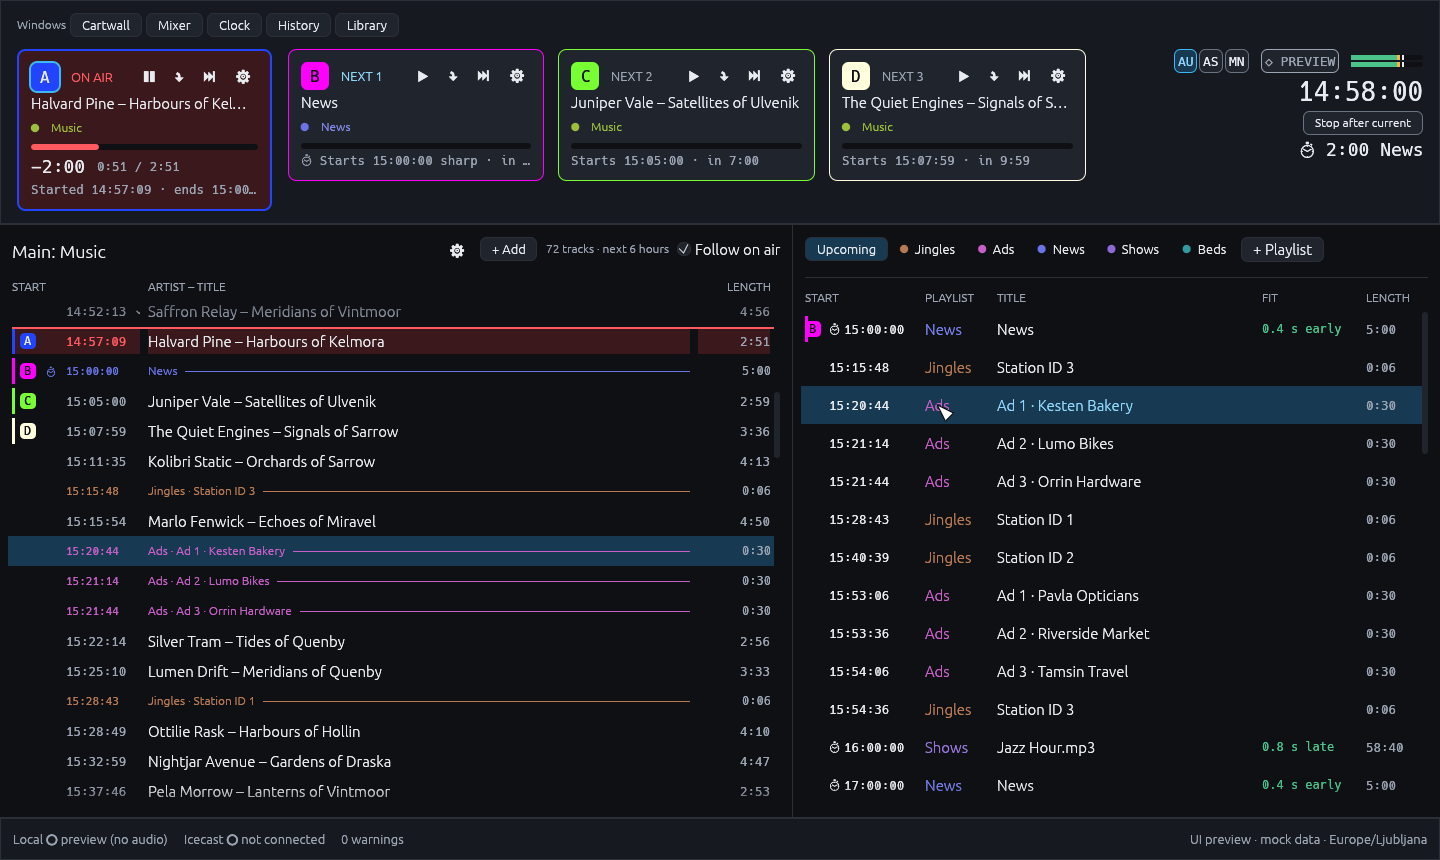 Windows Cartwall Mixer Clock History Library
A ON AIR
Halvard Pine – Harbours of Kel…
Music
−2:00 0:51 / 2:51
Started 14:57:09 · ends 15:00…
B NEXT 1
News
News
Starts 15:00:00 sharp · in …
C NEXT 2
Juniper Vale – Satellites of Ulvenik
Music
Starts 15:05:00 · in 7:00
D NEXT 3
The Quiet Engines – Signals of S…
Music
Starts 15:07:59 · in 9:59
AU AS MN ◇ PREVIEW
14:58:00
Stop after current
2:00 News
Main: Music + Add 72 tracks · next 6 hours Follow on air
START ARTIST – TITLE LENGTH
14:52:13 Saffron Relay – Meridians of Vintmoor 4:56
A 14:57:09 Halvard Pine – Harbours of Kelmora 2:51
B 15:00:00 News 5:00
C 15:05:00 Juniper Vale – Satellites of Ulvenik 2:59
D 15:07:59 The Quiet Engines – Signals of Sarrow 3:36
15:11:35 Kolibri Static – Orchards of Sarrow 4:13
15:15:48 Jingles · Station ID 3 0:06
15:15:54 Marlo Fenwick – Echoes of Miravel 4:50
15:20:44 Ads · Ad 1 · Kesten Bakery 0:30
15:21:14 Ads · Ad 2 · Lumo Bikes 0:30
15:21:44 Ads · Ad 3 · Orrin Hardware 0:30
15:22:14 Silver Tram – Tides of Quenby 2:56
15:25:10 Lumen Drift – Meridians of Quenby 3:33
15:28:43 Jingles · Station ID 1 0:06
15:28:49 Ottilie Rask – Harbours of Hollin 4:10
15:32:59 Nightjar Avenue – Gardens of Draska 4:47
15:37:46 Pela Morrow – Lanterns of Vintmoor 2:53
Upcoming Jingles Ads News Shows Beds + Playlist
START PLAYLIST TITLE FIT LENGTH
B 15:00:00 News News 0.4 s early 5:00
15:15:48 Jingles Station ID 3 0:06
15:20:44 Ads Ad 1 · Kesten Bakery 0:30
15:21:14 Ads Ad 2 · Lumo Bikes 0:30
15:21:44 Ads Ad 3 · Orrin Hardware 0:30
15:28:43 Jingles Station ID 1 0:06
15:40:39 Jingles Station ID 2 0:06
15:53:06 Ads Ad 1 · Pavla Opticians 0:30
15:53:36 Ads Ad 2 · Riverside Market 0:30
15:54:06 Ads Ad 3 · Tamsin Travel 0:30
15:54:36 Jingles Station ID 3 0:06
16:00:00 Shows Jazz Hour.mp3 0.8 s late 58:40
17:00:00 News News 0.4 s early 5:00
Local preview (no audio) Icecast not connected 0 warnings
UI preview · mock data · Europe/Ljubljana